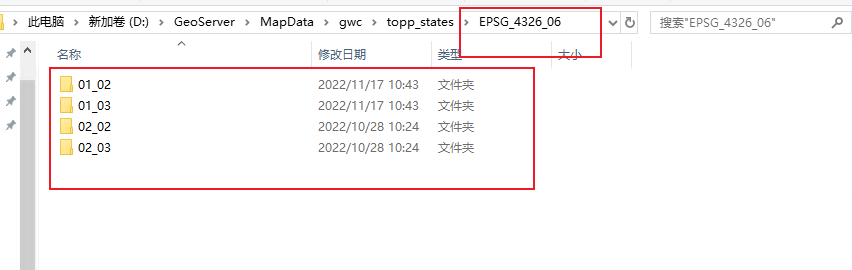 此电脑 › 新加卷 (D:) › GeoServer › MapData › gwc › topp_states › EPSG_4326_06 搜索"EPSG_4326_06"
名称 修改日期 类型 大小
01_02 2022/11/17 10:43 文件夹
01_03 2022/11/17 10:43 文件夹
02_02 2022/10/28 10:24 文件夹
02_03 2022/10/28 10:24 文件夹